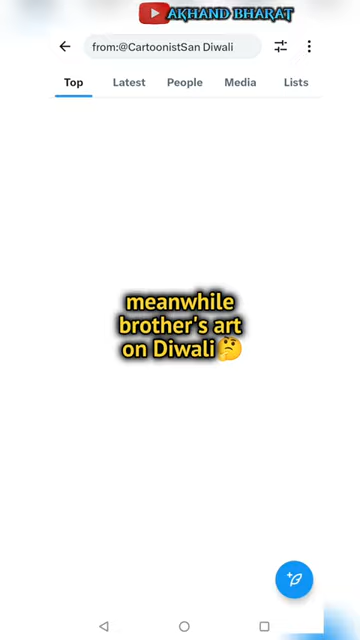 AKHAND BHARAT
from:@CartoonistSan Diwali
Top Latest People Media Lists
meanwhile
brother's art
on Diwali🤔